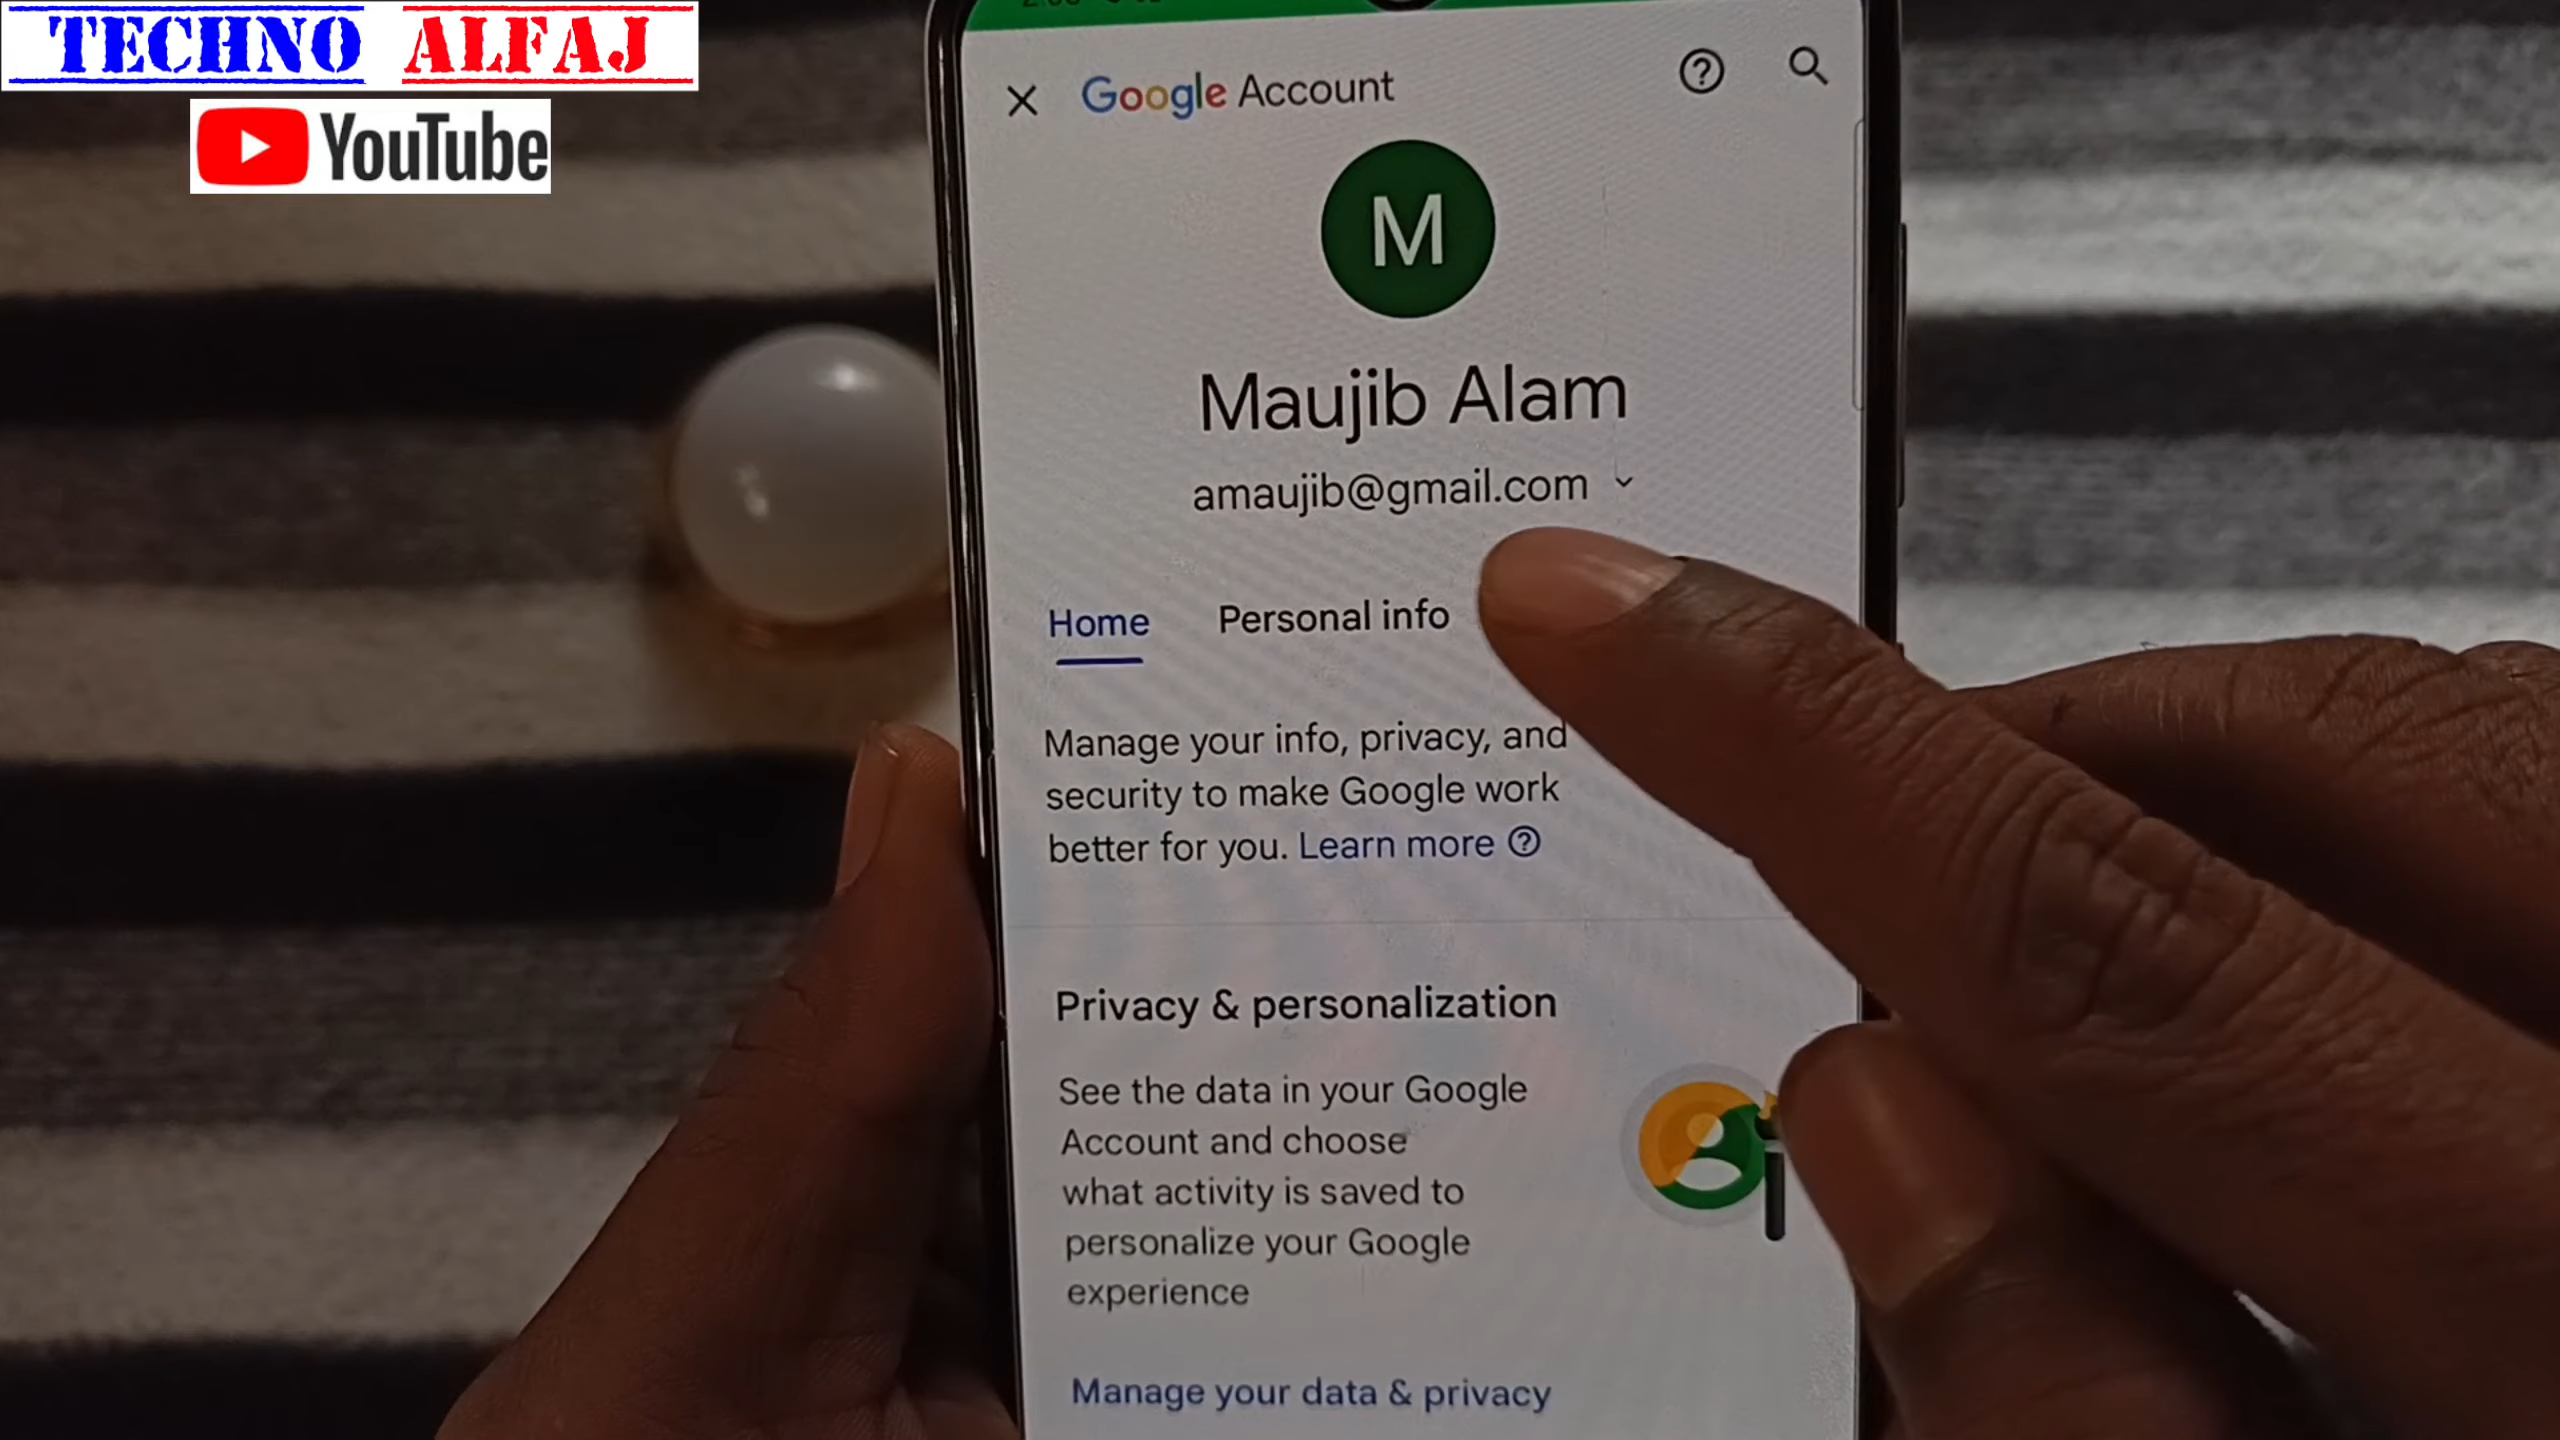 TECHNO ALFAJ
YouTube
Google Account
M
Maujib Alam
amaujib@gmail.com
Home Personal info
Manage your info, privacy, and
security to make Google work
better for you. Learn more
Privacy & personalization
See the data in your Google
Account and choose
what activity is saved to
personalize your Google
experience
Manage your data & privacy